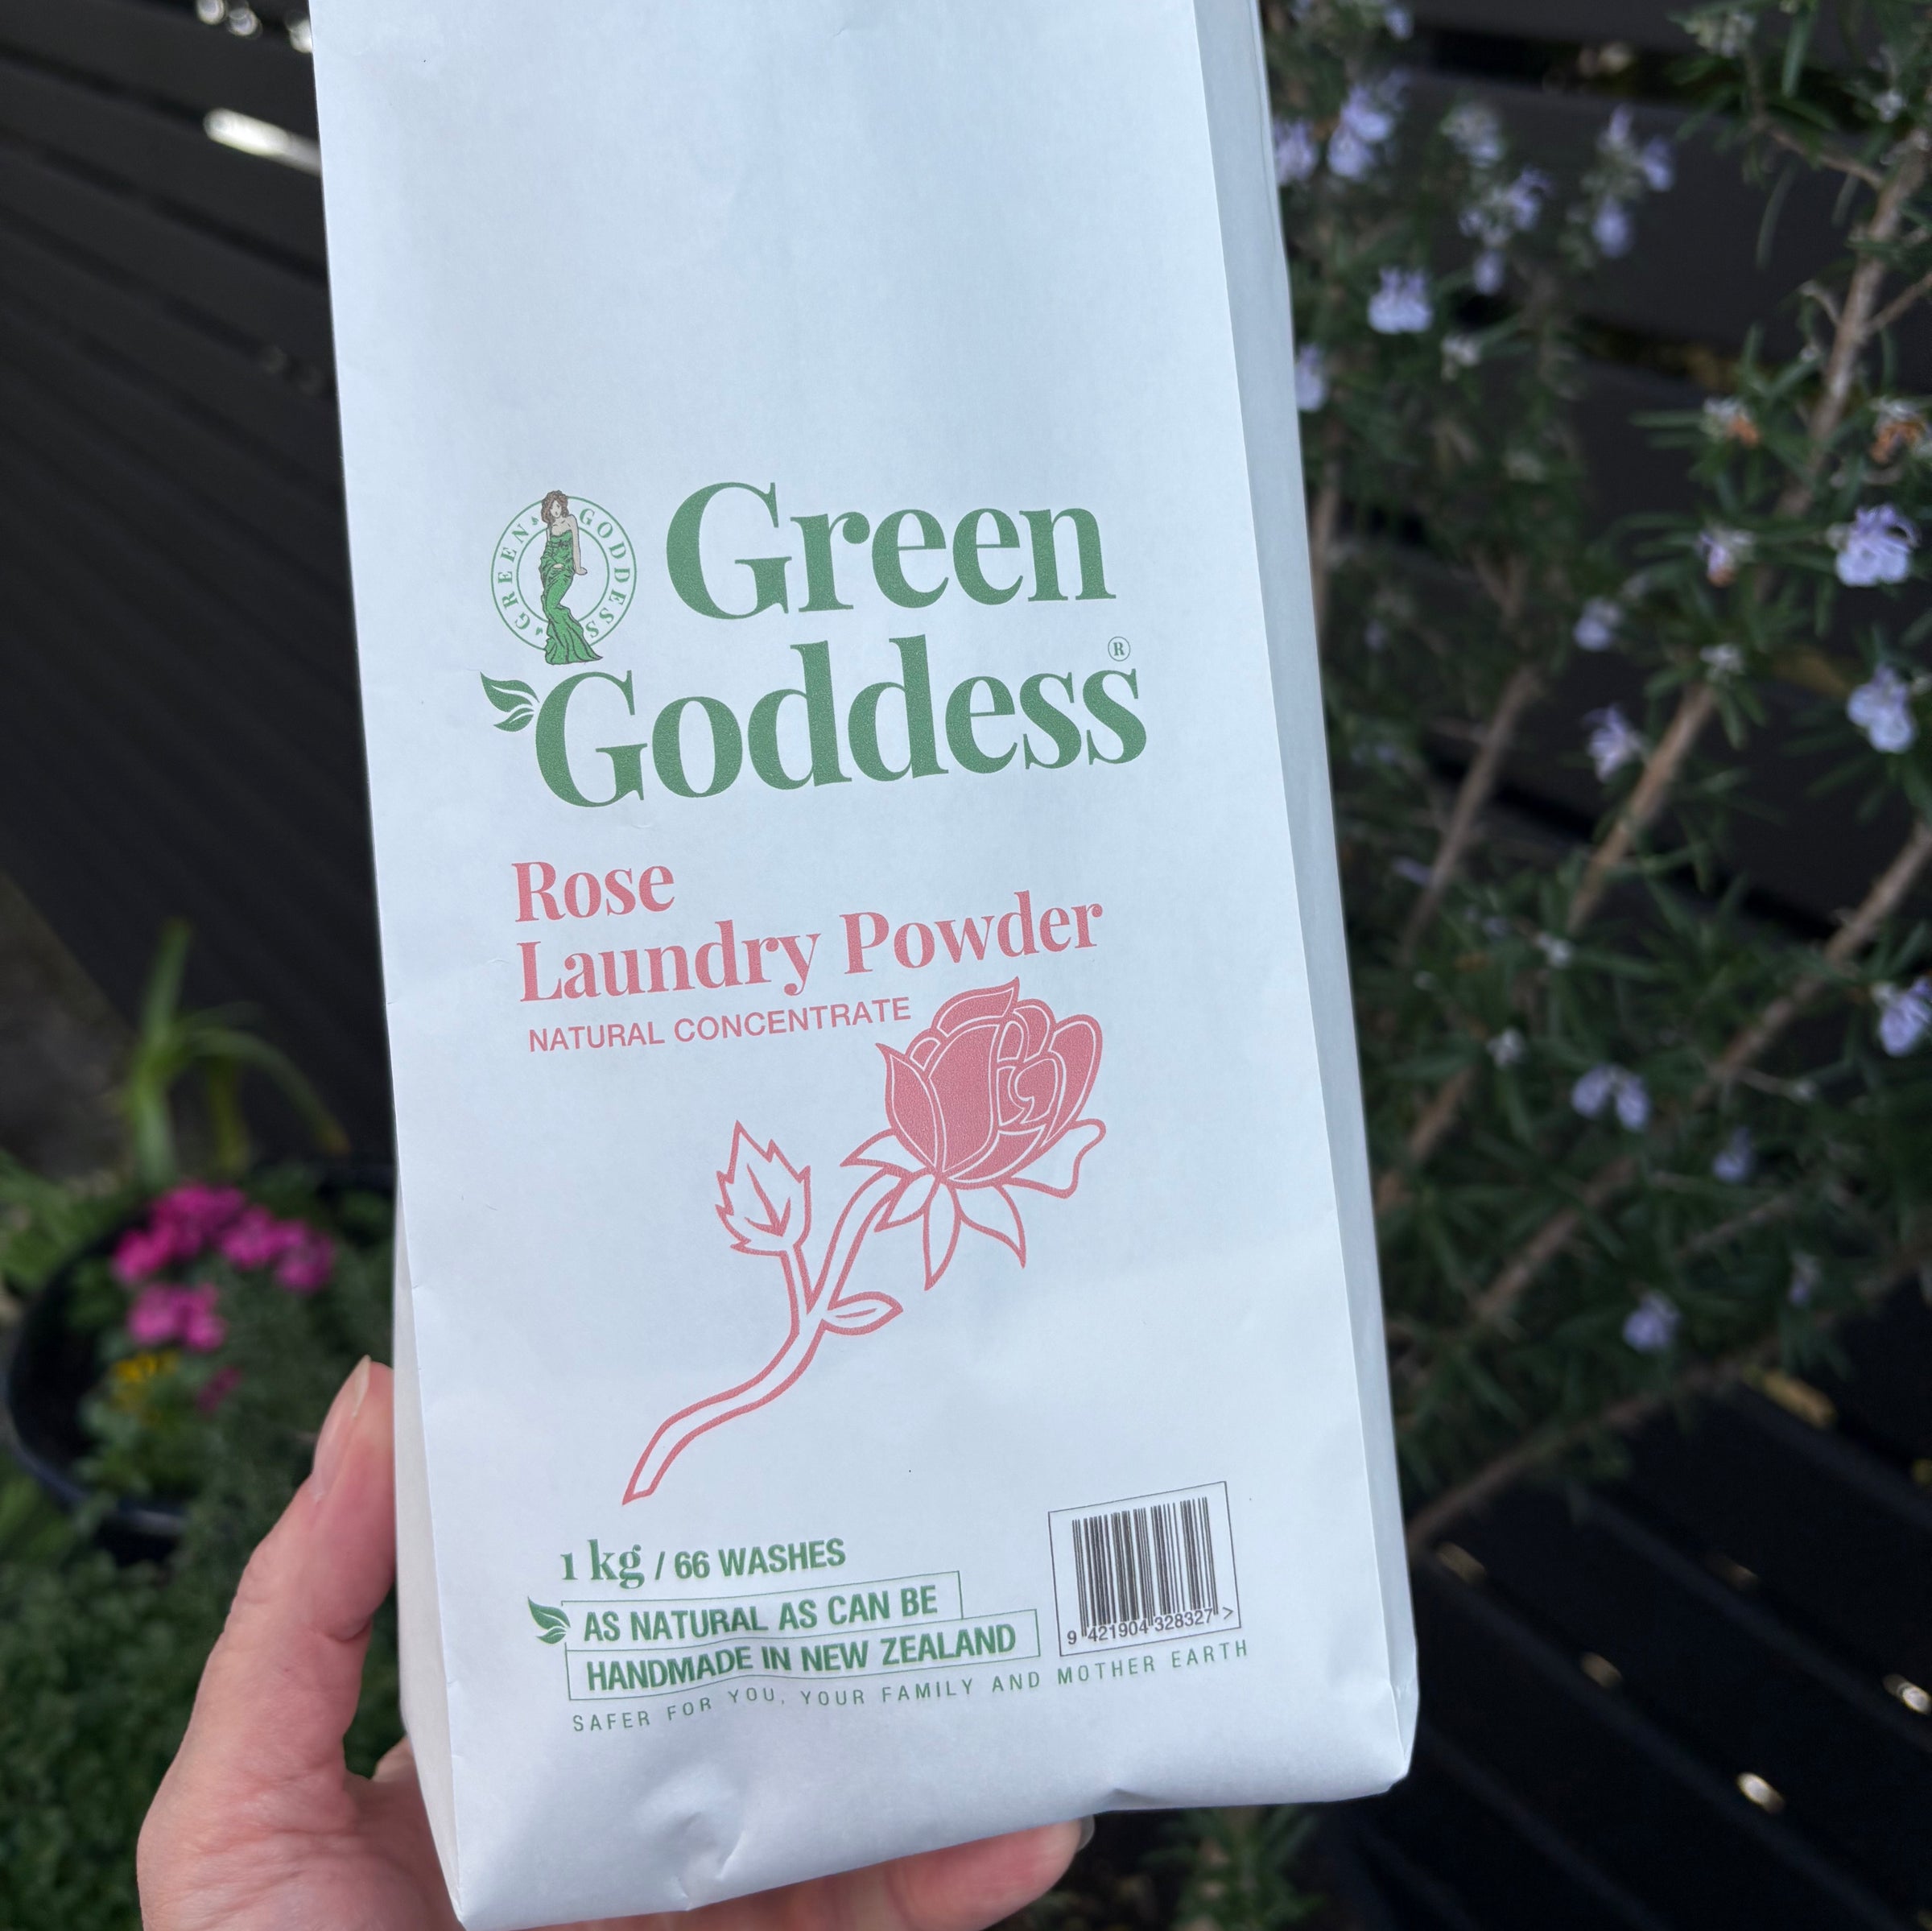 GREEN GODDESS
Green
Goddess®
Rose
Laundry Powder
NATURAL CONCENTRATE
1 kg / 66 WASHES
AS NATURAL AS CAN BE
HANDMADE IN NEW ZEALAND
SAFER FOR YOU, YOUR FAMILY AND MOTHER EARTH
9 421904 328327 >